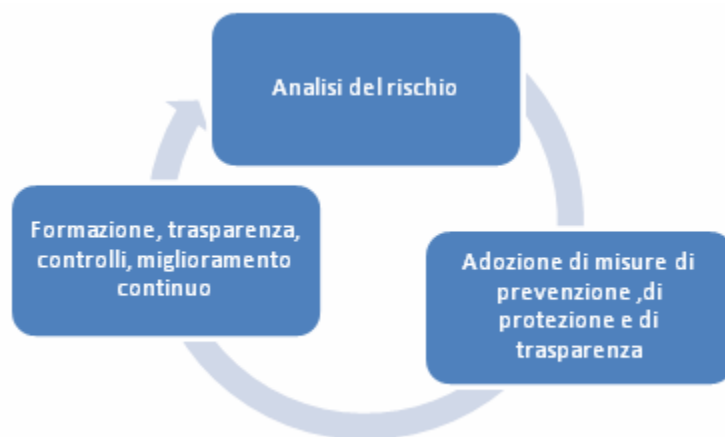 Analisi del rischio
Formazione, trasparenza,
controlli, miglioramento
continuo
Adozione di misure di
prevenzione ,di
protezione e di
trasparenza